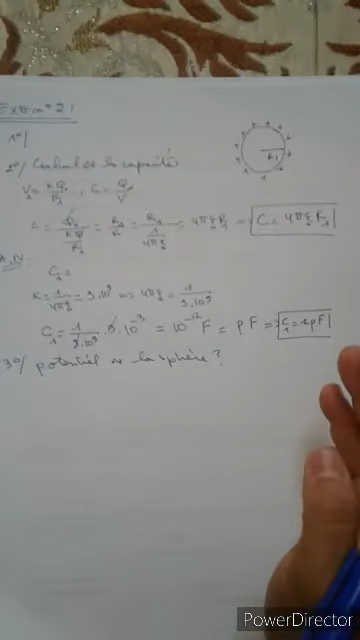 Exo n° 2:
1°/
R₁
2°/ Calcul de la capacité
V₁ = KQ₁/R₁ , C = Q/V
C = Q₁/(KQ/R₁) = R₁/K = R₁/(1/4πε₀) = 4πε₀R₁ = C = 4πε₀R₁
A.N:
C₁ =
K = 1/4πε₀ = 9.10⁹ => 4πε₀ = 1/9.10⁹
C₁ = 1/9.10⁹ . 9.10⁻³ = 10⁻¹² F = pF => C₁ = 1pF
3°/ potentiel de la sphère ?
PowerDirector